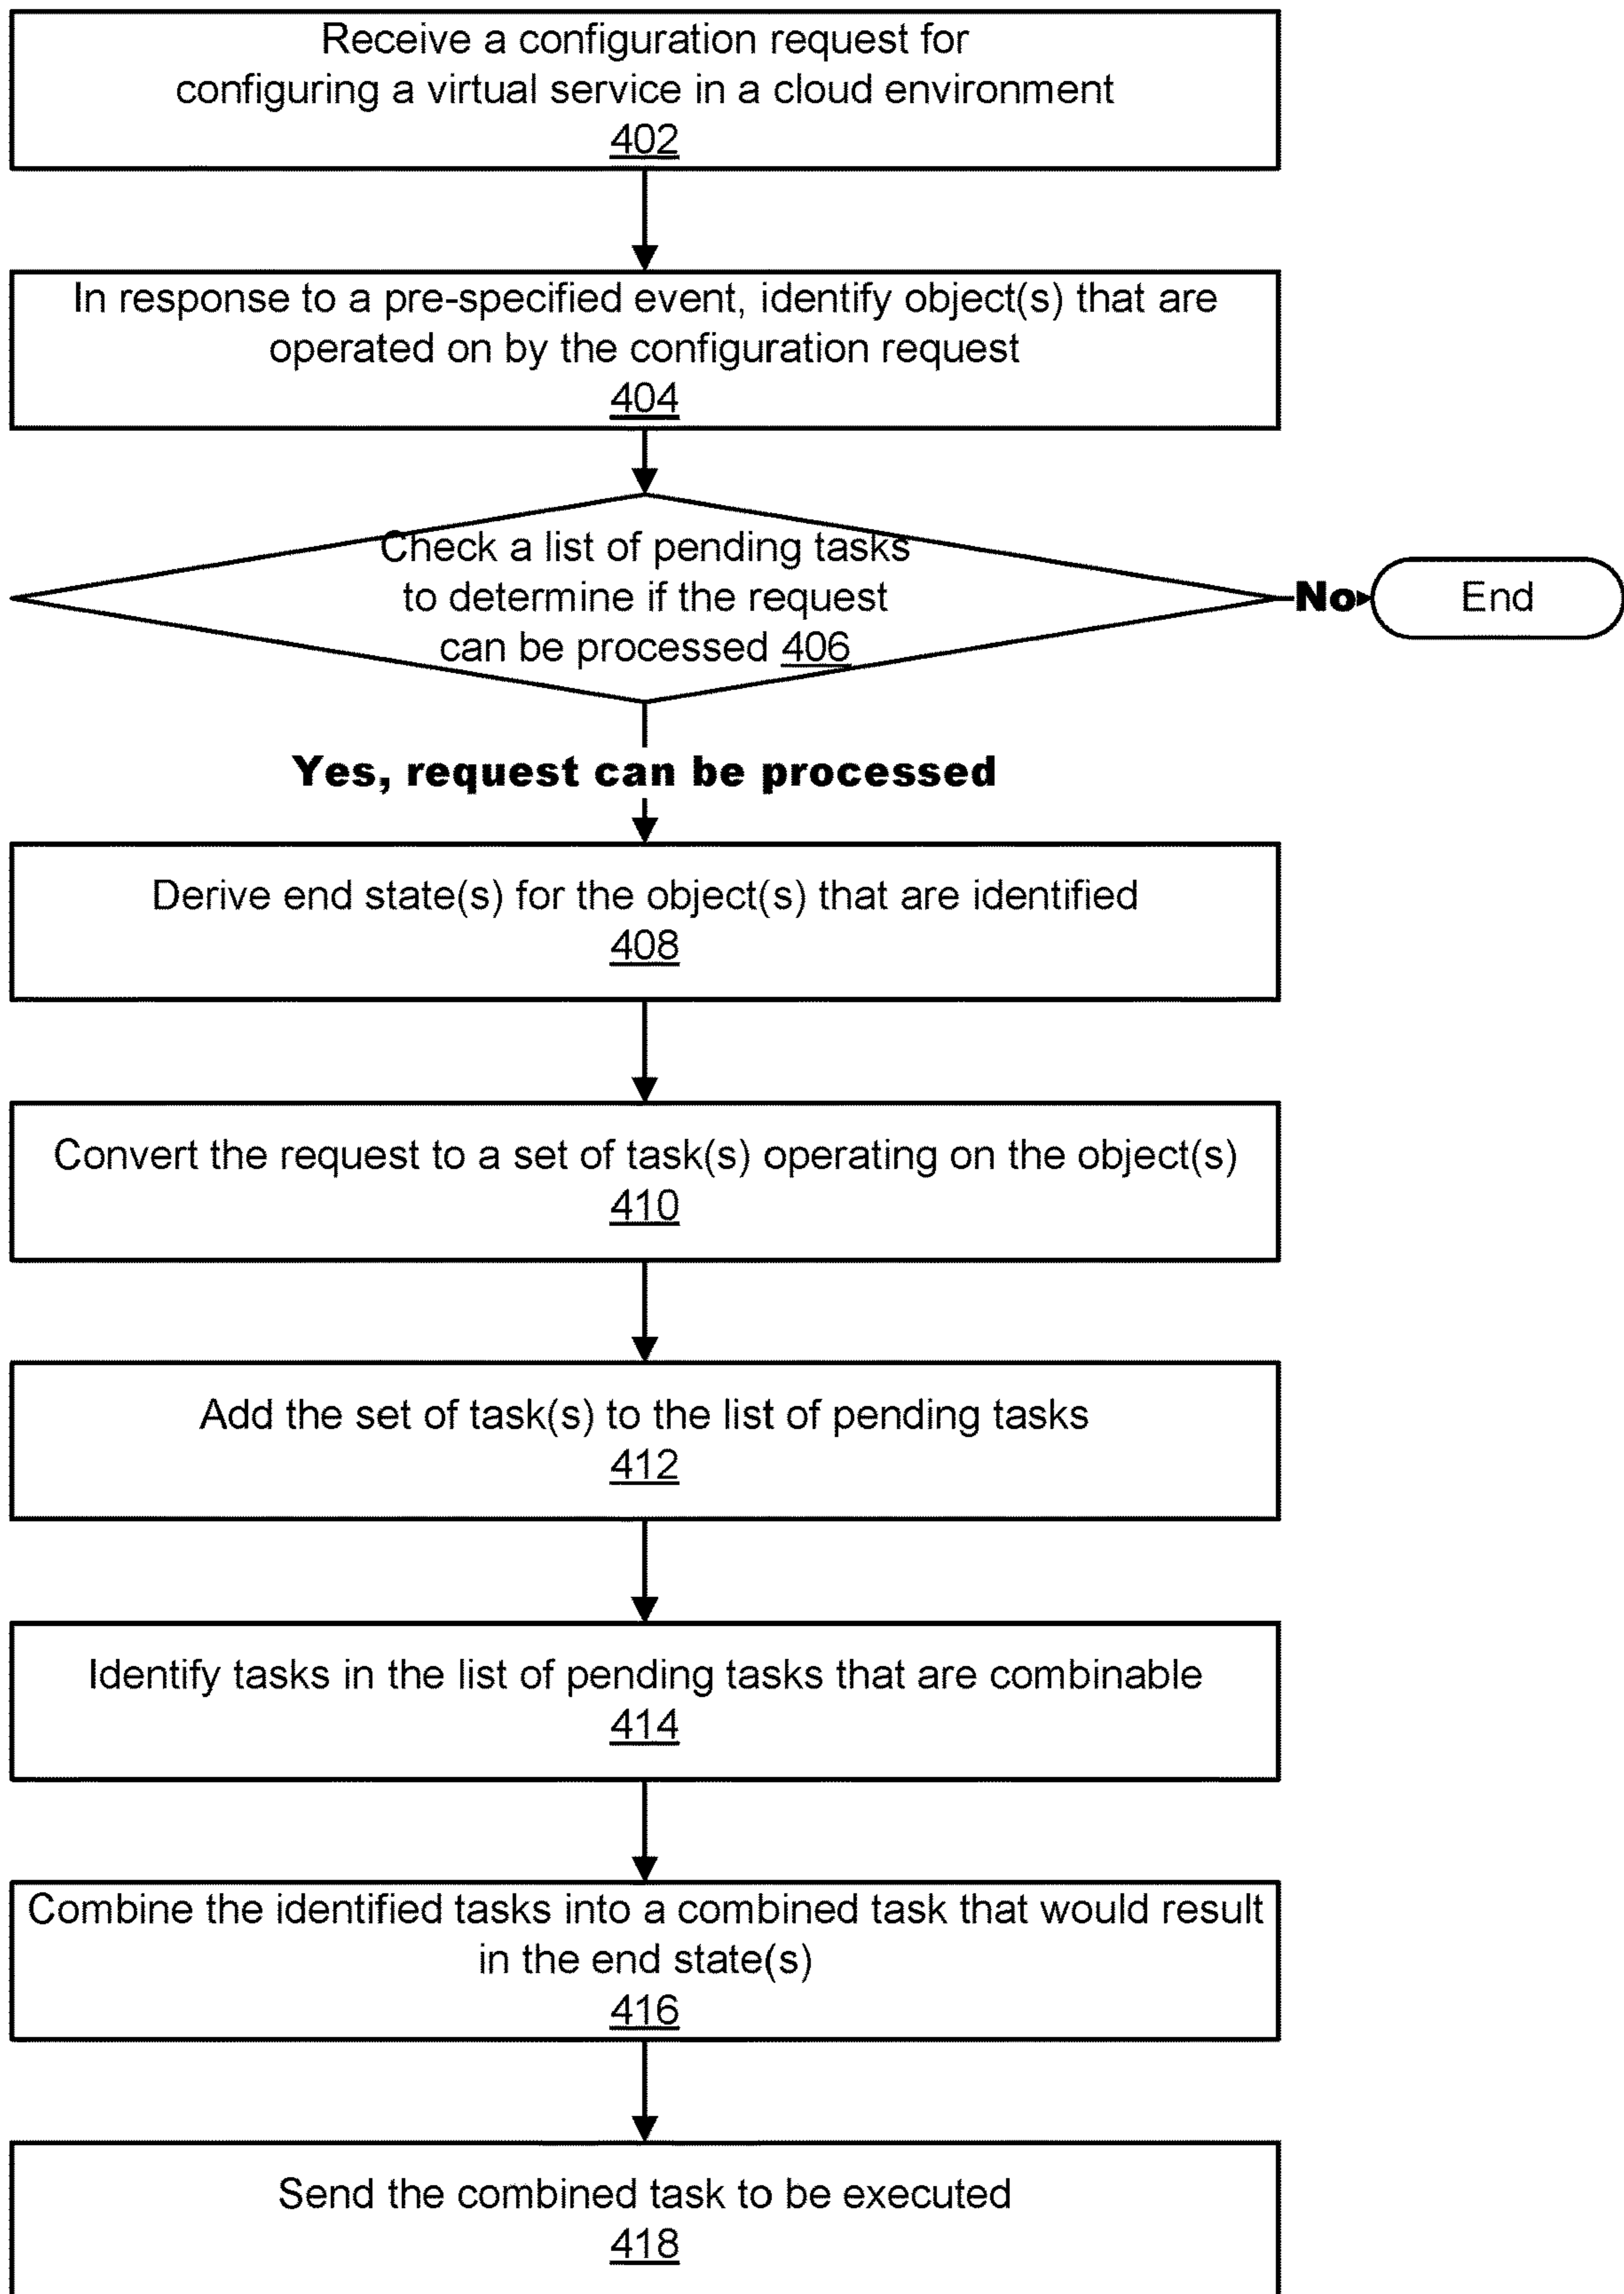 Receive a configuration request for
configuring a virtual service in a cloud environment
402
In response to a pre-specified event, identify object(s) that are
operated on by the configuration request
404
Check a list of pending tasks
to determine if the request
can be processed 406
No
End
Yes, request can be processed
Derive end state(s) for the object(s) that are identified
408
Convert the request to a set of task(s) operating on the object(s)
410
Add the set of task(s) to the list of pending tasks
412
Identify tasks in the list of pending tasks that are combinable
414
Combine the identified tasks into a combined task that would result
in the end state(s)
416
Send the combined task to be executed
418